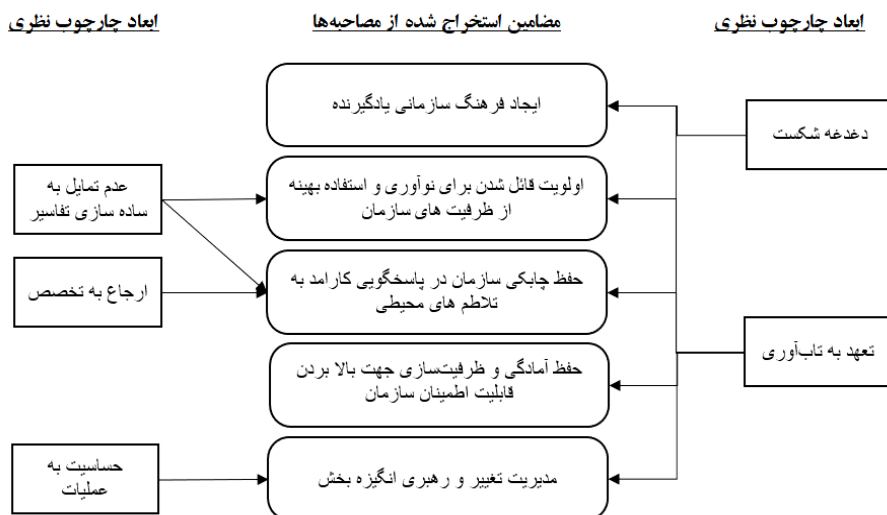 ابعاد چارچوب نظری
مضامین استخراج شده از مصاحبه‌ها
ابعاد چارچوب نظری
دغدغه شکست
تعهد به تاب‌آوری
ایجاد فرهنگ سازمانی یادگیرنده
اولویت قائل شدن برای نوآوری و استفاده بهینه
از ظرفیت های سازمان
حفظ چابکی سازمان در پاسخگویی کارامد به
تلاطم های محیطی
حفظ آمادگی و ظرفیت‌سازی جهت بالا بردن
قابلیت اطمینان سازمان
مدیریت تغییر و رهبری انگیزه بخش
عدم تمایل به
ساده سازی تفاسیر
ارجاع به تخصص
حساسیت به
عملیات